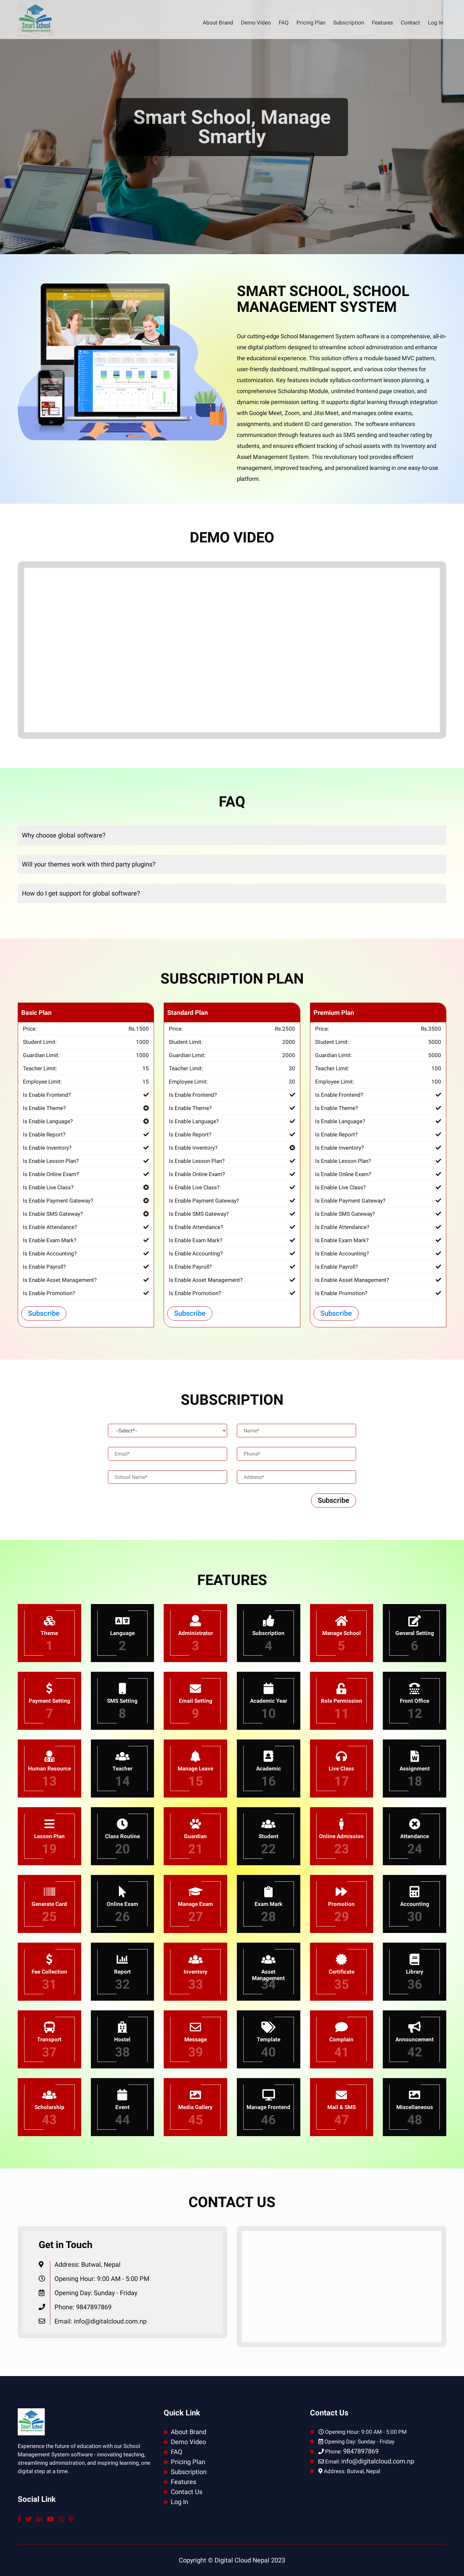 Smart School
Management System
About Brand
Demo Video
FAQ
Pricing Plan
Subscription
Features
Contact
Log In
Smart School, Manage
Smartly
SMART SCHOOL, SCHOOL
MANAGEMENT SYSTEM
Our cutting-edge School Management System software is a comprehensive, all-in-
one digital platform designed to streamline school administration and enhance
the educational experience. This solution offers a module-based MVC pattern,
user-friendly dashboard, multilingual support, and various color themes for
customization. Key features include syllabus-conformant lesson planning, a
comprehensive Scholarship Module, unlimited frontend page creation, and
dynamic role permission setting. It supports digital learning through integration
with Google Meet, Zoom, and Jitsi Meet, and manages online exams,
assignments, and student ID card generation. The software enhances
communication through features such as SMS sending and teacher rating by
students, and ensures efficient tracking of school assets with its Inventory and
Asset Management System. This revolutionary tool provides efficient
management, improved teaching, and personalized learning in one easy-to-use
platform.
DEMO VIDEO
FAQ
Why choose global software?
Will your themes work with third party plugins?
How do I get support for global software?
SUBSCRIPTION PLAN
Basic Plan
Price: Rs.1500
Student Limit: 1000
Guardian Limit: 1000
Teacher Limit: 15
Employee Limit: 15
Is Enable Frontend?
Is Enable Theme?
Is Enable Language?
Is Enable Report?
Is Enable Inventory?
Is Enable Lesson Plan?
Is Enable Online Exam?
Is Enable Live Class?
Is Enable Payment Gateway?
Is Enable SMS Gateway?
Is Enable Attendance?
Is Enable Exam Mark?
Is Enable Accounting?
Is Enable Payroll?
Is Enable Asset Management?
Is Enable Promotion?
Subscribe
Standard Plan
Price: Rs.2500
Student Limit: 2000
Guardian Limit: 2000
Teacher Limit: 30
Employee Limit: 30
Is Enable Frontend?
Is Enable Theme?
Is Enable Language?
Is Enable Report?
Is Enable Inventory?
Is Enable Lesson Plan?
Is Enable Online Exam?
Is Enable Live Class?
Is Enable Payment Gateway?
Is Enable SMS Gateway?
Is Enable Attendance?
Is Enable Exam Mark?
Is Enable Accounting?
Is Enable Payroll?
Is Enable Asset Management?
Is Enable Promotion?
Subscribe
Premium Plan
Price: Rs.3500
Student Limit: 5000
Guardian Limit: 5000
Teacher Limit: 100
Employee Limit: 100
Is Enable Frontend?
Is Enable Theme?
Is Enable Language?
Is Enable Report?
Is Enable Inventory?
Is Enable Lesson Plan?
Is Enable Online Exam?
Is Enable Live Class?
Is Enable Payment Gateway?
Is Enable SMS Gateway?
Is Enable Attendance?
Is Enable Exam Mark?
Is Enable Accounting?
Is Enable Payroll?
Is Enable Asset Management?
Is Enable Promotion?
Subscribe
SUBSCRIPTION
--Select*--
Name*
Email*
Phone*
School Name*
Address*
Subscribe
FEATURES
Theme
1
Language
2
Administrator
3
Subscription
4
Manage School
5
General Setting
6
Payment Setting
7
SMS Setting
8
Email Setting
9
Academic Year
10
Role Permission
11
Front Office
12
Human Resource
13
Teacher
14
Manage Leave
15
Academic
16
Live Class
17
Assignment
18
Lesson Plan
19
Class Routine
20
Guardian
21
Student
22
Online Admission
23
Attendance
24
Generate Card
25
Online Exam
26
Manage Exam
27
Exam Mark
28
Promotion
29
Accounting
30
Fee Collection
31
Report
32
Inventory
33
Asset
Management
34
Certificate
35
Library
36
Transport
37
Hostel
38
Message
39
Template
40
Complain
41
Announcement
42
Scholarship
43
Event
44
Media Gallery
45
Manage Frontend
46
Mail & SMS
47
Miscellaneous
48
CONTACT US
Get in Touch
Address: Butwal, Nepal
Opening Hour: 9:00 AM - 5:00 PM
Opening Day: Sunday - Friday
Phone: 9847897869
Email: info@digitalcloud.com.np
Smart School
Experience the future of education with our School
Management System software - innovating teaching,
streamlining administration, and inspiring learning, one
digital step at a time.
Social Link
Quick Link
About Brand
Demo Video
FAQ
Pricing Plan
Subscription
Features
Contact Us
Log In
Contact Us
Opening Hour: 9:00 AM - 5:00 PM
Opening Day: Sunday - Friday
Phone: 9847897869
Email: info@digitalcloud.com.np
Address: Butwal, Nepal
Copyright © Digital Cloud Nepal 2023